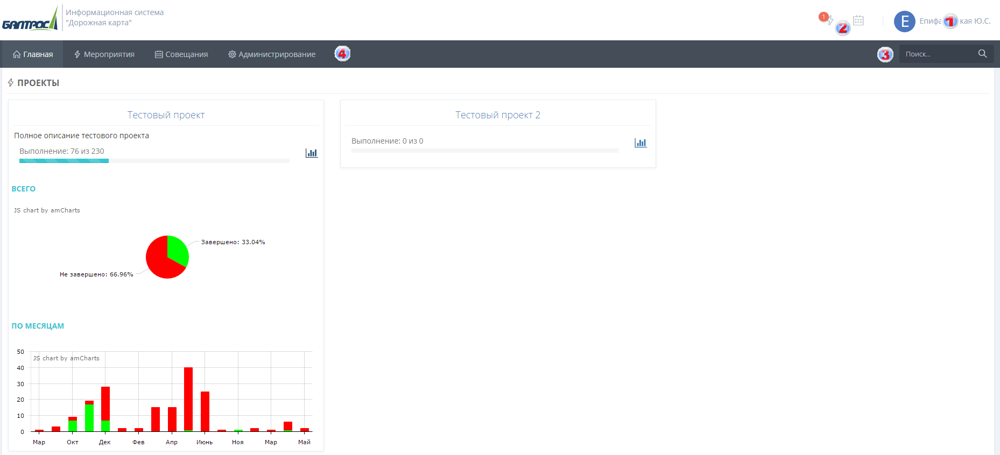 БАЛТРОС
Информационная система
"Дорожная карта"
1
2
Е
Епифа 1 кая Ю.С.
Главная
Мероприятия
Совещания
Администрирование
4
3
Поиск...
ПРОЕКТЫ
Тестовый проект
Полное описание тестового проекта
Выполнение: 76 из 230
ВСЕГО
JS chart by amCharts
Завершено: 33.04%
Не завершено: 66.96%
ПО МЕСЯЦАМ
50
JS chart by amCharts
40
30
20
10
0
Мар Окт Дек Фев Апр Июнь Ноя Мар Май
Тестовый проект 2
Выполнение: 0 из 0